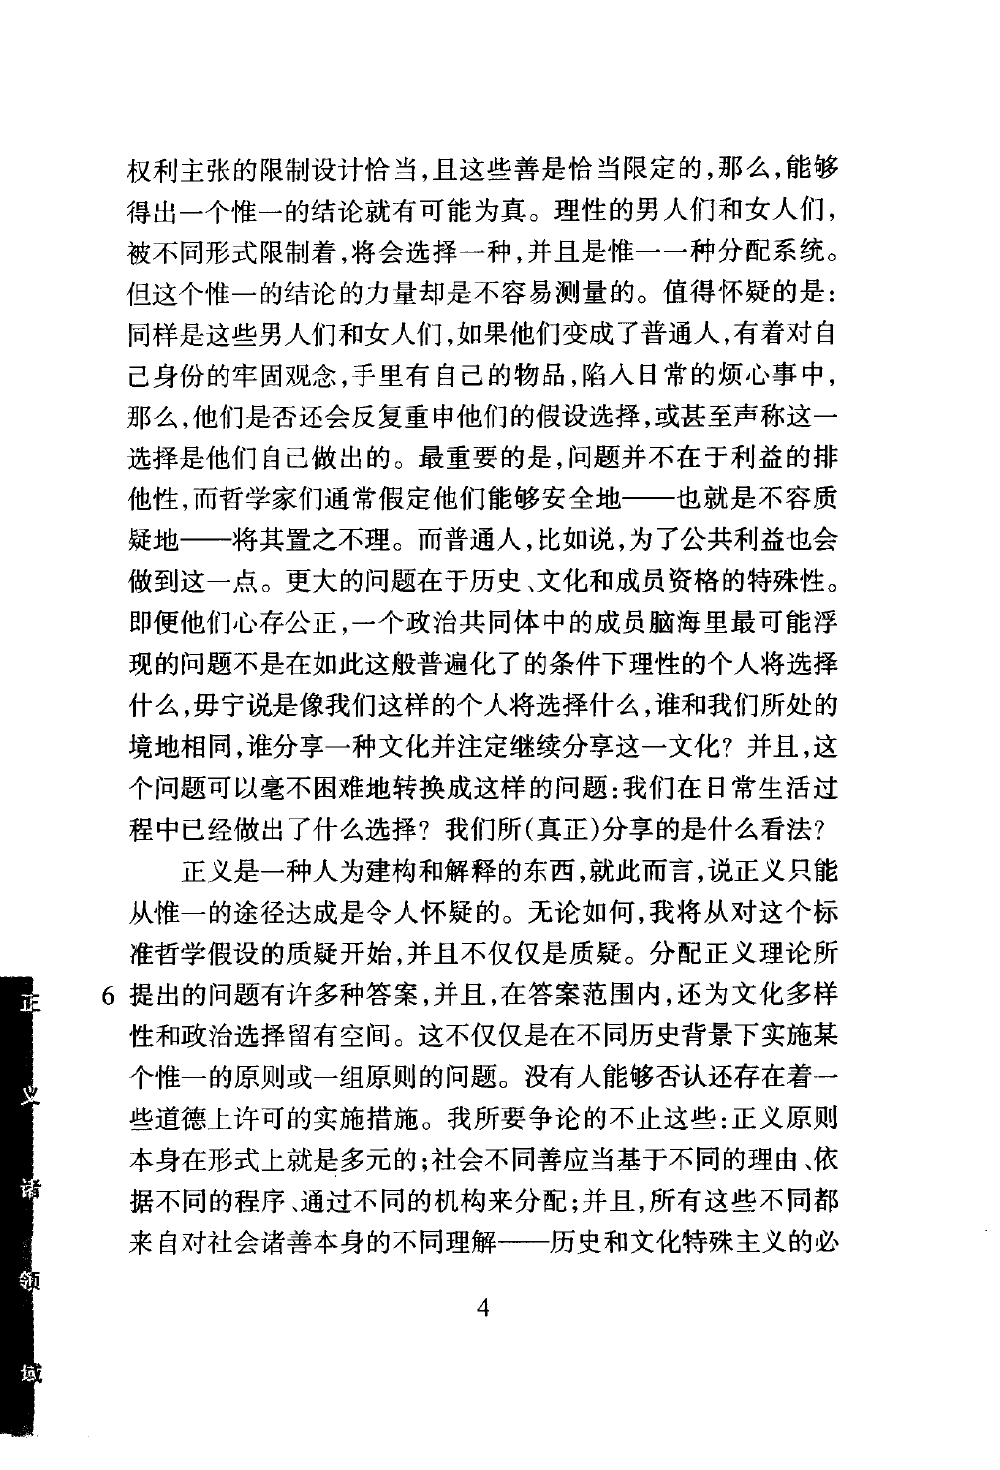 权利主张的限制设计恰当,且这些善是恰当限定的,那么,能够
得出一个惟一的结论就有可能为真。理性的男人们和女人们,
被不同形式限制着,将会选择一种,并且是惟一一种分配系统。
但这个惟一的结论的力量却是不容易测量的。值得怀疑的是:
同样是这些男人们和女人们,如果他们变成了普通人,有着对自
己身份的牢固观念,手里有自己的物品,陷入日常的烦心事中,
那么,他们是否还会反复重申他们的假设选择,或甚至声称这一
选择是他们自己做出的。最重要的是,问题并不在于利益的排
他性,而哲学家们通常假定他们能够安全地——也就是不容质
疑地——将其置之不理。而普通人,比如说,为了公共利益也会
做到这一点。更大的问题在于历史、文化和成员资格的特殊性。
即便他们心存公正,一个政治共同体中的成员脑海里最可能浮
现的问题不是在如此这般普遍化了的条件下理性的个人将选择
什么,毋宁说是像我们这样的个人将选择什么,谁和我们所处的
境地相同,谁分享一种文化并注定继续分享这一文化?并且,这
个问题可以毫不困难地转换成这样的问题:我们在日常生活过
程中已经做出了什么选择?我们所(真正)分享的是什么看法?
正义是一种人为建构和解释的东西,就此而言,说正义只能
从惟一的途径达成是令人怀疑的。无论如何,我将从对这个标
准哲学假设的质疑开始,并且不仅仅是质疑。分配正义理论所
6 提出的问题有许多种答案,并且,在答案范围内,还为文化多样
性和政治选择留有空间。这不仅仅是在不同历史背景下实施某
个惟一的原则或一组原则的问题。没有人能够否认还存在着一
些道德上许可的实施措施。我所要争论的不止这些:正义原则
本身在形式上就是多元的;社会不同善应当基于不同的理由、依
据不同的程序、通过不同的机构来分配;并且,所有这些不同都
来自对社会诸善本身的不同理解——历史和文化特殊主义的必
4
正义诸领域